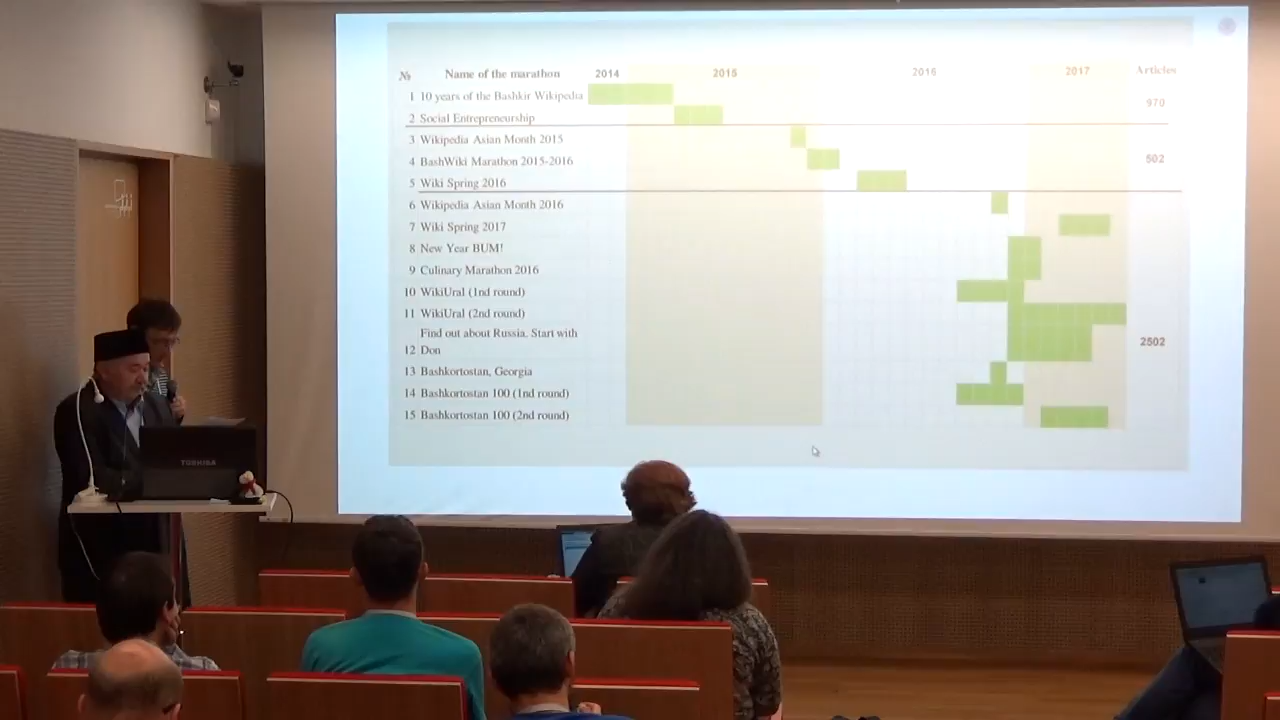 № Name of the marathon 2014 2015 2016 2017 Articles
1 10 years of the Bashkir Wikipedia
970
2 Social Entrepreneurship
3 Wikipedia Asian Month 2015
4 BashWiki Marathon 2015-2016 502
5 Wiki Spring 2016
6 Wikipedia Asian Month 2016
7 Wiki Spring 2017
8 New Year BUM!
9 Culinary Marathon 2016
10 WikiUral (1nd round)
11 WikiUral (2nd round)
Find out about Russia. Start with
12 Don
2502
13 Bashkortostan, Georgia
14 Bashkortostan 100 (1nd round)
15 Bashkortostan 100 (2nd round)
TOSHIBA